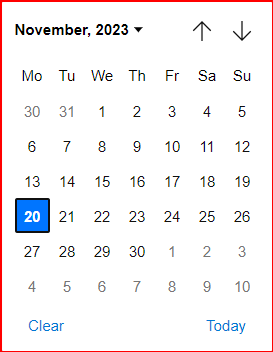 November, 2023
Mo Tu We Th Fr Sa Su
30 31 1 2 3 4 5
6 7 8 9 10 11 12
13 14 15 16 17 18 19
20 21 22 23 24 25 26
27 28 29 30 1 2 3
4 5 6 7 8 9 10
Clear Today